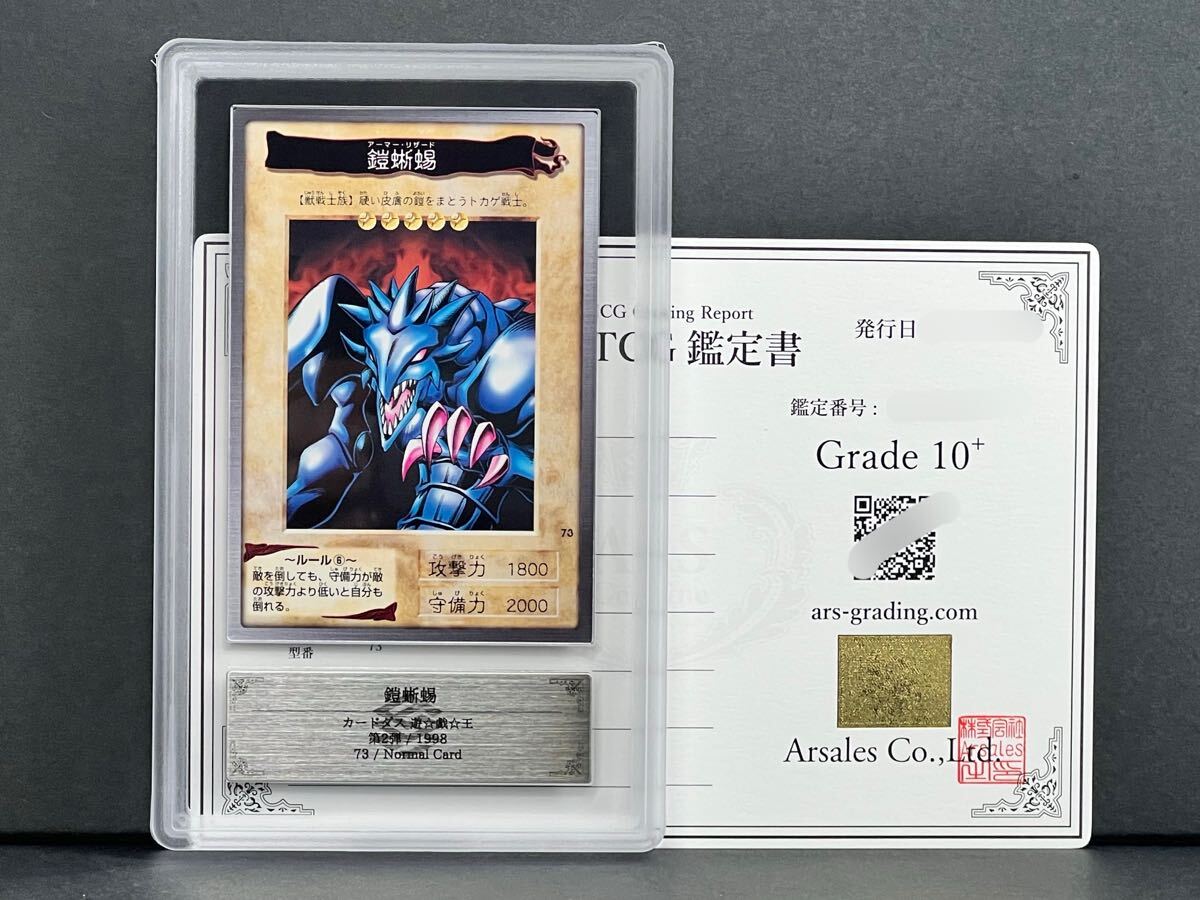 アーマー・リザード
鎧蜥蜴
【獣戦士族】硬い皮膚の鎧をまとうトカゲ戦士。
73
〜ルール⑥〜
敵を倒しても、守備力が敵
の攻撃力より低いと自分も
倒れる。
攻撃力 1800
守備力 2000
型番 73
鎧蜥蜴
カードダス 遊☆戯☆王
第2弾 / 1998
73 / Normal Card
CG Report
TCG 鑑定書
発行日
鑑定番号:
Grade 10+
ars-grading.com
Arsales Co.,Ltd.